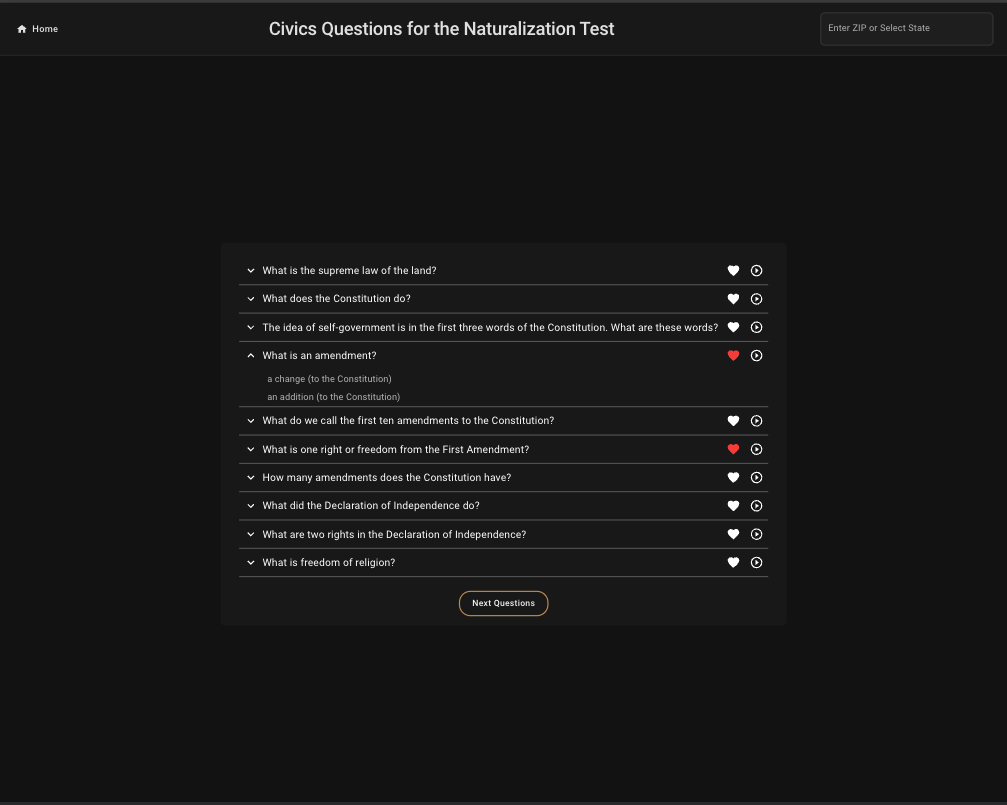 Home
Civics Questions for the Naturalization Test
Enter ZIP or Select State
What is the supreme law of the land?
What does the Constitution do?
The idea of self-government is in the first three words of the Constitution. What are these words?
What is an amendment?
a change (to the Constitution)
an addition (to the Constitution)
What do we call the first ten amendments to the Constitution?
What is one right or freedom from the First Amendment?
How many amendments does the Constitution have?
What did the Declaration of Independence do?
What are two rights in the Declaration of Independence?
What is freedom of religion?
Next Questions